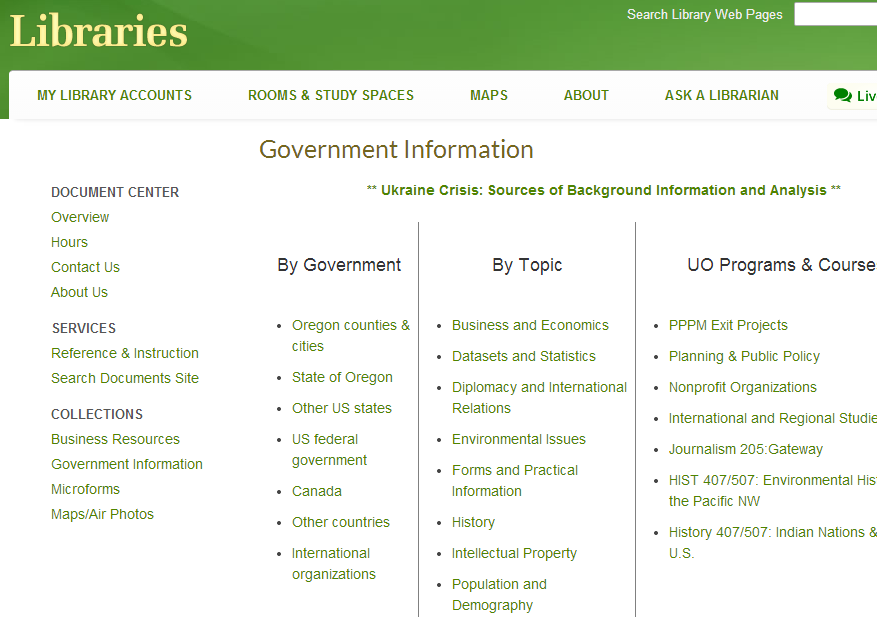 Libraries
Search Library Web Pages
MY LIBRARY ACCOUNTS
ROOMS & STUDY SPACES
MAPS
ABOUT
ASK A LIBRARIAN
Liv
Government Information
** Ukraine Crisis: Sources of Background Information and Analysis **
DOCUMENT CENTER
Overview
Hours
Contact Us
About Us
SERVICES
Reference & Instruction
Search Documents Site
COLLECTIONS
Business Resources
Government Information
Microforms
Maps/Air Photos
By Government
Oregon counties &
cities
State of Oregon
Other US states
US federal
government
Canada
Other countries
International
organizations
By Topic
Business and Economics
Datasets and Statistics
Diplomacy and International
Relations
Environmental Issues
Forms and Practical
Information
History
Intellectual Property
Population and
Demography
UO Programs & Course
PPPM Exit Projects
Planning & Public Policy
Nonprofit Organizations
International and Regional Studie
Journalism 205:Gateway
HIST 407/507: Environmental His
the Pacific NW
History 407/507: Indian Nations &
U.S.